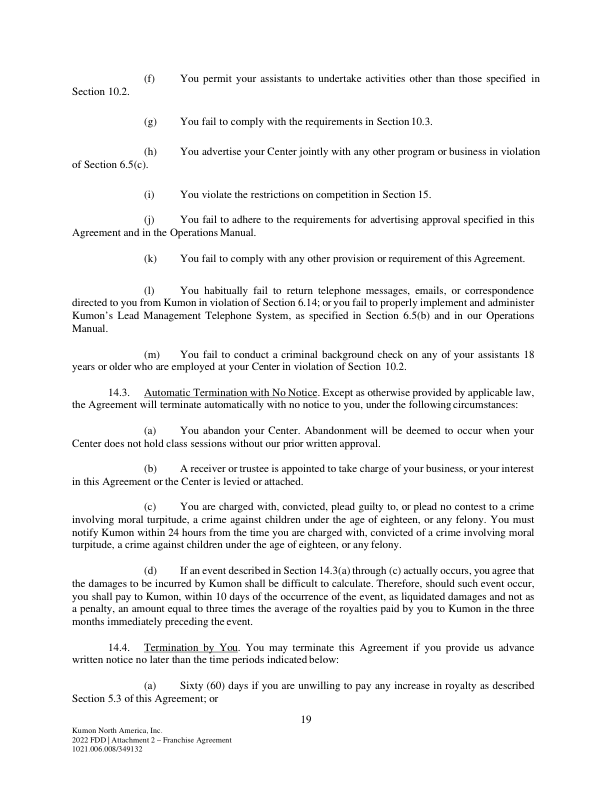 (f) You permit your assistants to undertake activities other than those specified in
Section 10.2.
(g) You fail to comply with the requirements in Section 10.3.
(h) You advertise your Center jointly with any other program or business in violation
of Section 6.5(c).
(i) You violate the restrictions on competition in Section 15.
(j) You fail to adhere to the requirements for advertising approval specified in this
Agreement and in the Operations Manual.
(k) You fail to comply with any other provision or requirement of this Agreement.
(l) You habitually fail to return telephone messages, emails, or correspondence
directed to you from Kumon in violation of Section 6.14; or you fail to properly implement and administer
Kumon's Lead Management Telephone System, as specified in Section 6.5(b) and in our Operations
Manual.
(m) You fail to conduct a criminal background check on any of your assistants 18
years or older who are employed at your Center in violation of Section 10.2.
14.3. Automatic Termination with No Notice. Except as otherwise provided by applicable law,
the Agreement will terminate automatically with no notice to you, under the following circumstances:
(a) You abandon your Center. Abandonment will be deemed to occur when your
Center does not hold class sessions without our prior written approval.
(b) A receiver or trustee is appointed to take charge of your business, or your interest
in this Agreement or the Center is levied or attached.
(c) You are charged with, convicted, plead guilty to, or plead no contest to a crime
involving moral turpitude, a crime against children under the age of eighteen, or any felony. You must
notify Kumon within 24 hours from the time you are charged with, convicted of a crime involving moral
turpitude, a crime against children under the age of eighteen, or any felony.
(d) If an event described in Section 14.3(a) through (c) actually occurs, you agree that
the damages to be incurred by Kumon shall be difficult to calculate. Therefore, should such event occur,
you shall pay to Kumon, within 10 days of the occurrence of the event, as liquidated damages and not as
a penalty, an amount equal to three times the average of the royalties paid by you to Kumon in the three
months immediately preceding the event.
14.4. Termination by You. You may terminate this Agreement if you provide us advance
written notice no later than the time periods indicated below:
(a) Sixty (60) days if you are unwilling to pay any increase in royalty as described
Section 5.3 of this Agreement; or
19
Kumon North America, Inc.
2022 FDD | Attachment 2 – Franchise Agreement
1021.006.008/349132